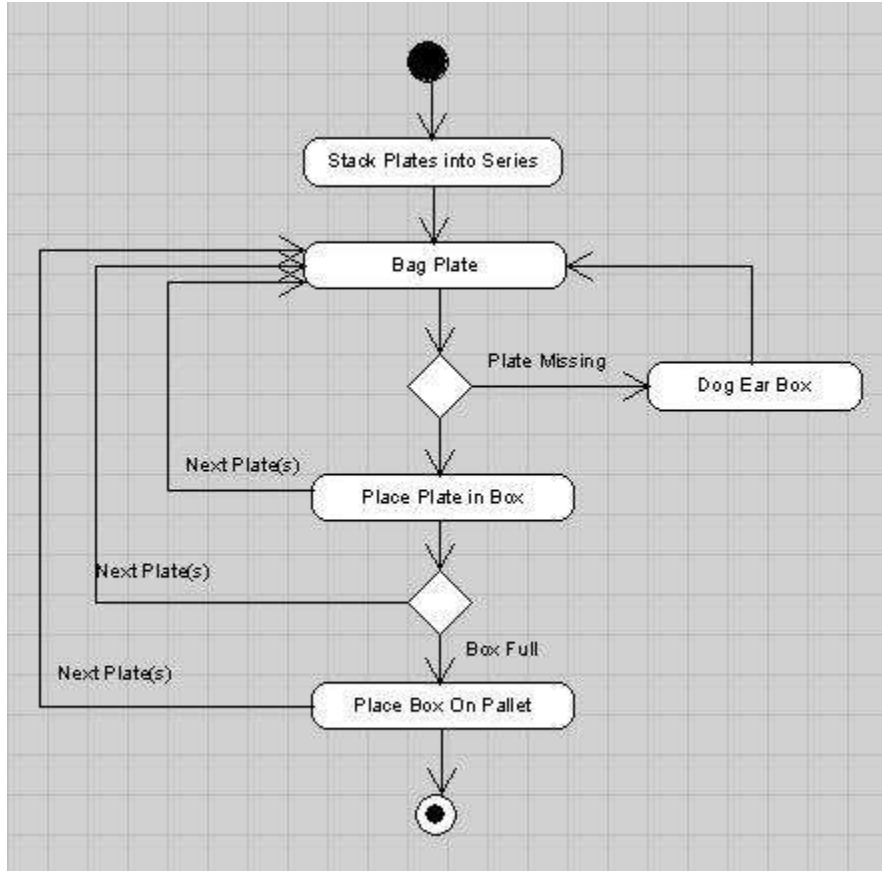 Stack Plates into Series
Bag Plate
Plate Missing
Dog Ear Box
Next Plate(s)
Place Plate in Box
Next Plate(s)
Box Full
Next Plate(s)
Place Box On Pallet